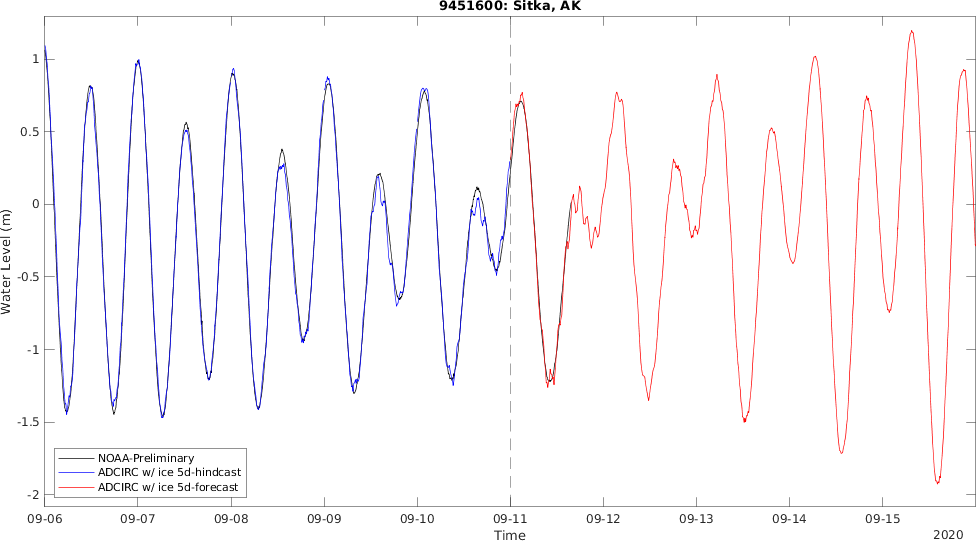 9451600: Sitka, AK
Water Level (m)
1
0.5
0
-0.5
-1
-1.5
-2
NOAA-Preliminary
ADCIRC w/ ice 5d-hindcast
ADCIRC w/ ice 5d-forecast
09-06 09-07 09-08 09-09 09-10 09-11 09-12 09-13 09-14 09-15
Time
2020